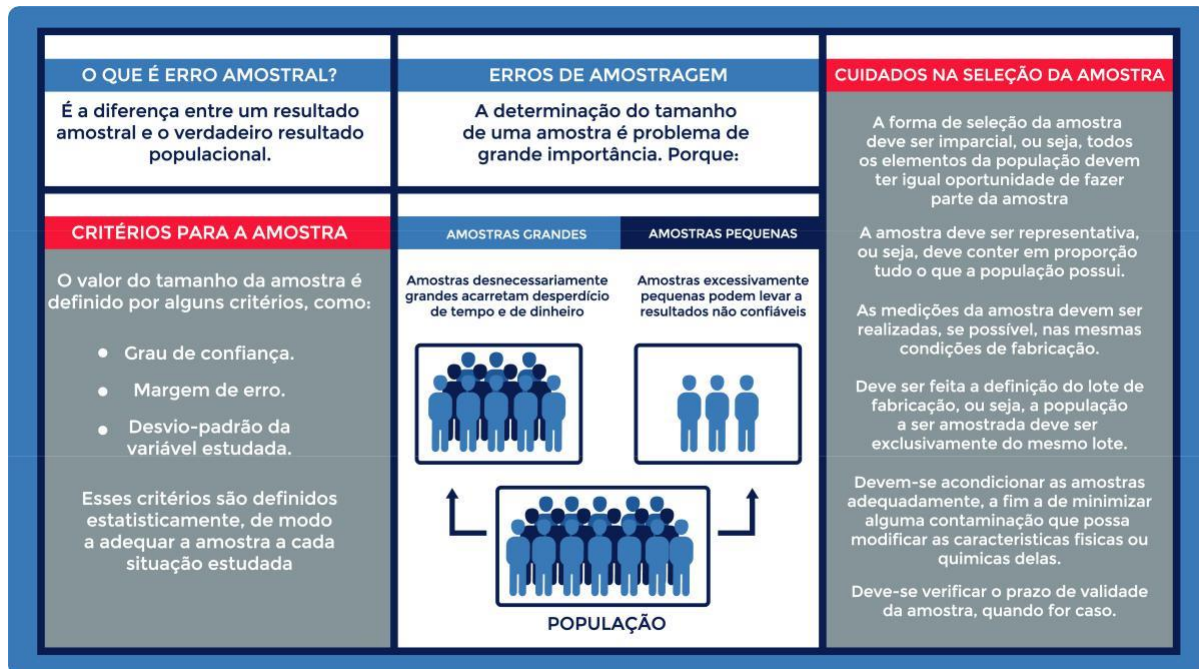 O QUE É ERRO AMOSTRAL?
É a diferença entre um resultado
amostral e o verdadeiro resultado
populacional.
CRITÉRIOS PARA A AMOSTRA
O valor do tamanho da amostra é
definido por alguns critérios, como:
Grau de confiança.
Margem de erro.
Desvio-padrão da
variável estudada.
Esses critérios são definidos
estatisticamente, de modo
a adequar a amostra a cada
situação estudada
ERROS DE AMOSTRAGEM
A determinação do tamanho
de uma amostra é problema de
grande importância. Porque:
AMOSTRAS GRANDES
Amostras desnecessariamente
grandes acarretam desperdício
de tempo e de dinheiro
AMOSTRAS PEQUENAS
Amostras excessivamente
pequenas podem levar a
resultados não confiáveis
POPULAÇÃO
CUIDADOS NA SELEÇÃO DA AMOSTRA
A forma de seleção da amostra
deve ser imparcial, ou seja, todos
os elementos da população devem
ter igual oportunidade de fazer
parte da amostra
A amostra deve ser representativa,
ou seja, deve conter em proporção
tudo o que a população possui.
As medições da amostra devem ser
realizadas, se possível, nas mesmas
condições de fabricação.
Deve ser feita a definição do lote de
fabricação, ou seja, a população
a ser amostrada deve ser
exclusivamente do mesmo lote.
Devem-se acondicionar as amostras
adequadamente, a fim a de minimizar
alguma contaminação que possa
modificar as caracteristicas fisicas ou
quimicas delas.
Deve-se verificar o prazo de validade
da amostra, quando for caso.